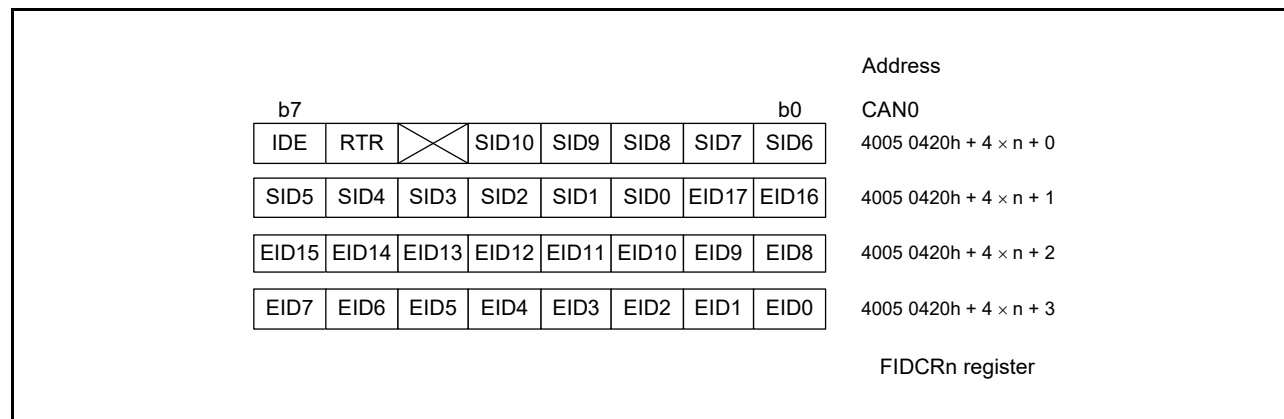 Address
b7 b0 CAN0
IDE RTR SID10 SID9 SID8 SID7 SID6 4005 0420h + 4 × n + 0
SID5 SID4 SID3 SID2 SID1 SID0 EID17 EID16 4005 0420h + 4 × n + 1
EID15 EID14 EID13 EID12 EID11 EID10 EID9 EID8 4005 0420h + 4 × n + 2
EID7 EID6 EID5 EID4 EID3 EID2 EID1 EID0 4005 0420h + 4 × n + 3
FIDCRn register